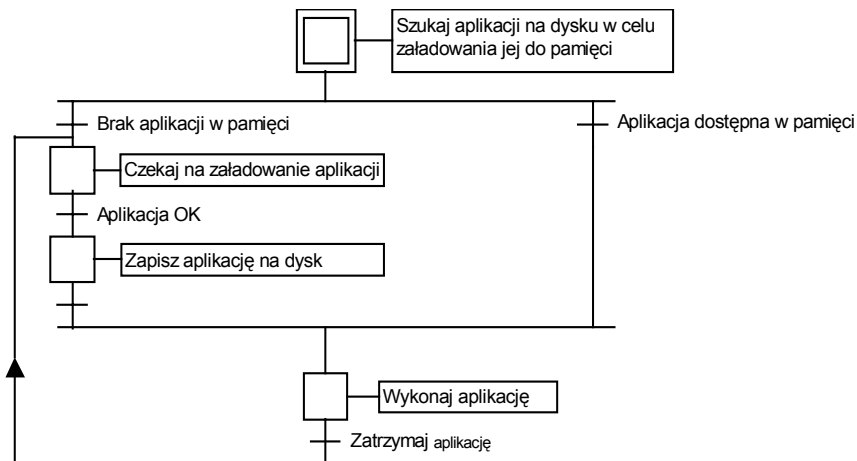 Szukaj aplikacji na dysku w celu
załadowania jej do pamięci
Brak aplikacji w pamięci
Aplikacja dostępna w pamięci
Czekaj na załadowanie aplikacji
Aplikacja OK
Zapisz aplikację na dysk
Wykonaj aplikację
Zatrzymaj aplikację